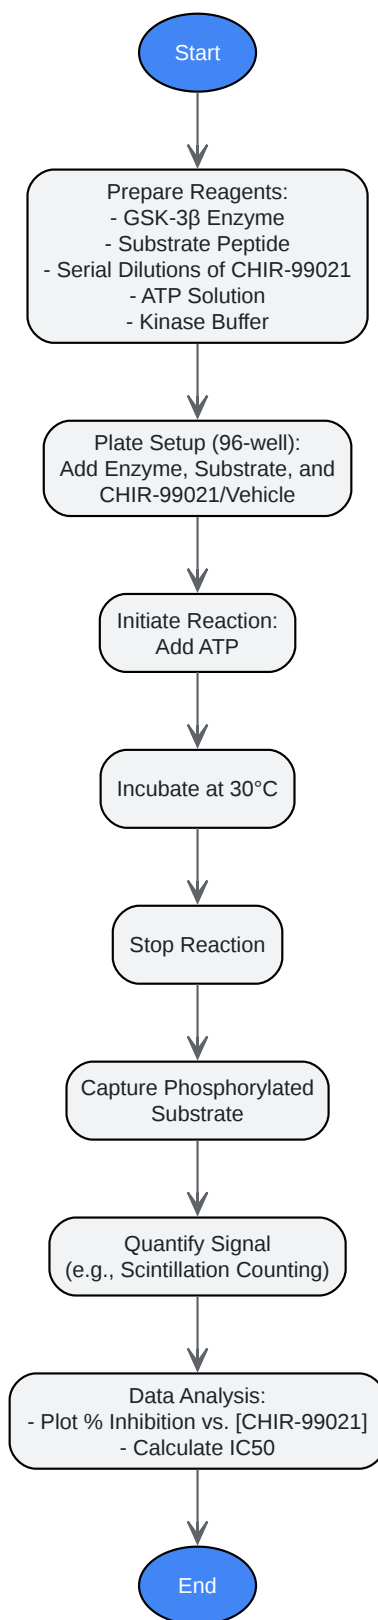 Start
Prepare Reagents:
- GSK-3β Enzyme
- Substrate Peptide
- Serial Dilutions of CHIR-99021
- ATP Solution
- Kinase Buffer
Plate Setup (96-well):
Add Enzyme, Substrate, and
CHIR-99021/Vehicle
Initiate Reaction:
Add ATP
Incubate at 30°C
Stop Reaction
Capture Phosphorylated
Substrate
Quantify Signal
(e.g., Scintillation Counting)
Data Analysis:
- Plot % Inhibition vs. [CHIR-99021]
- Calculate IC50
End